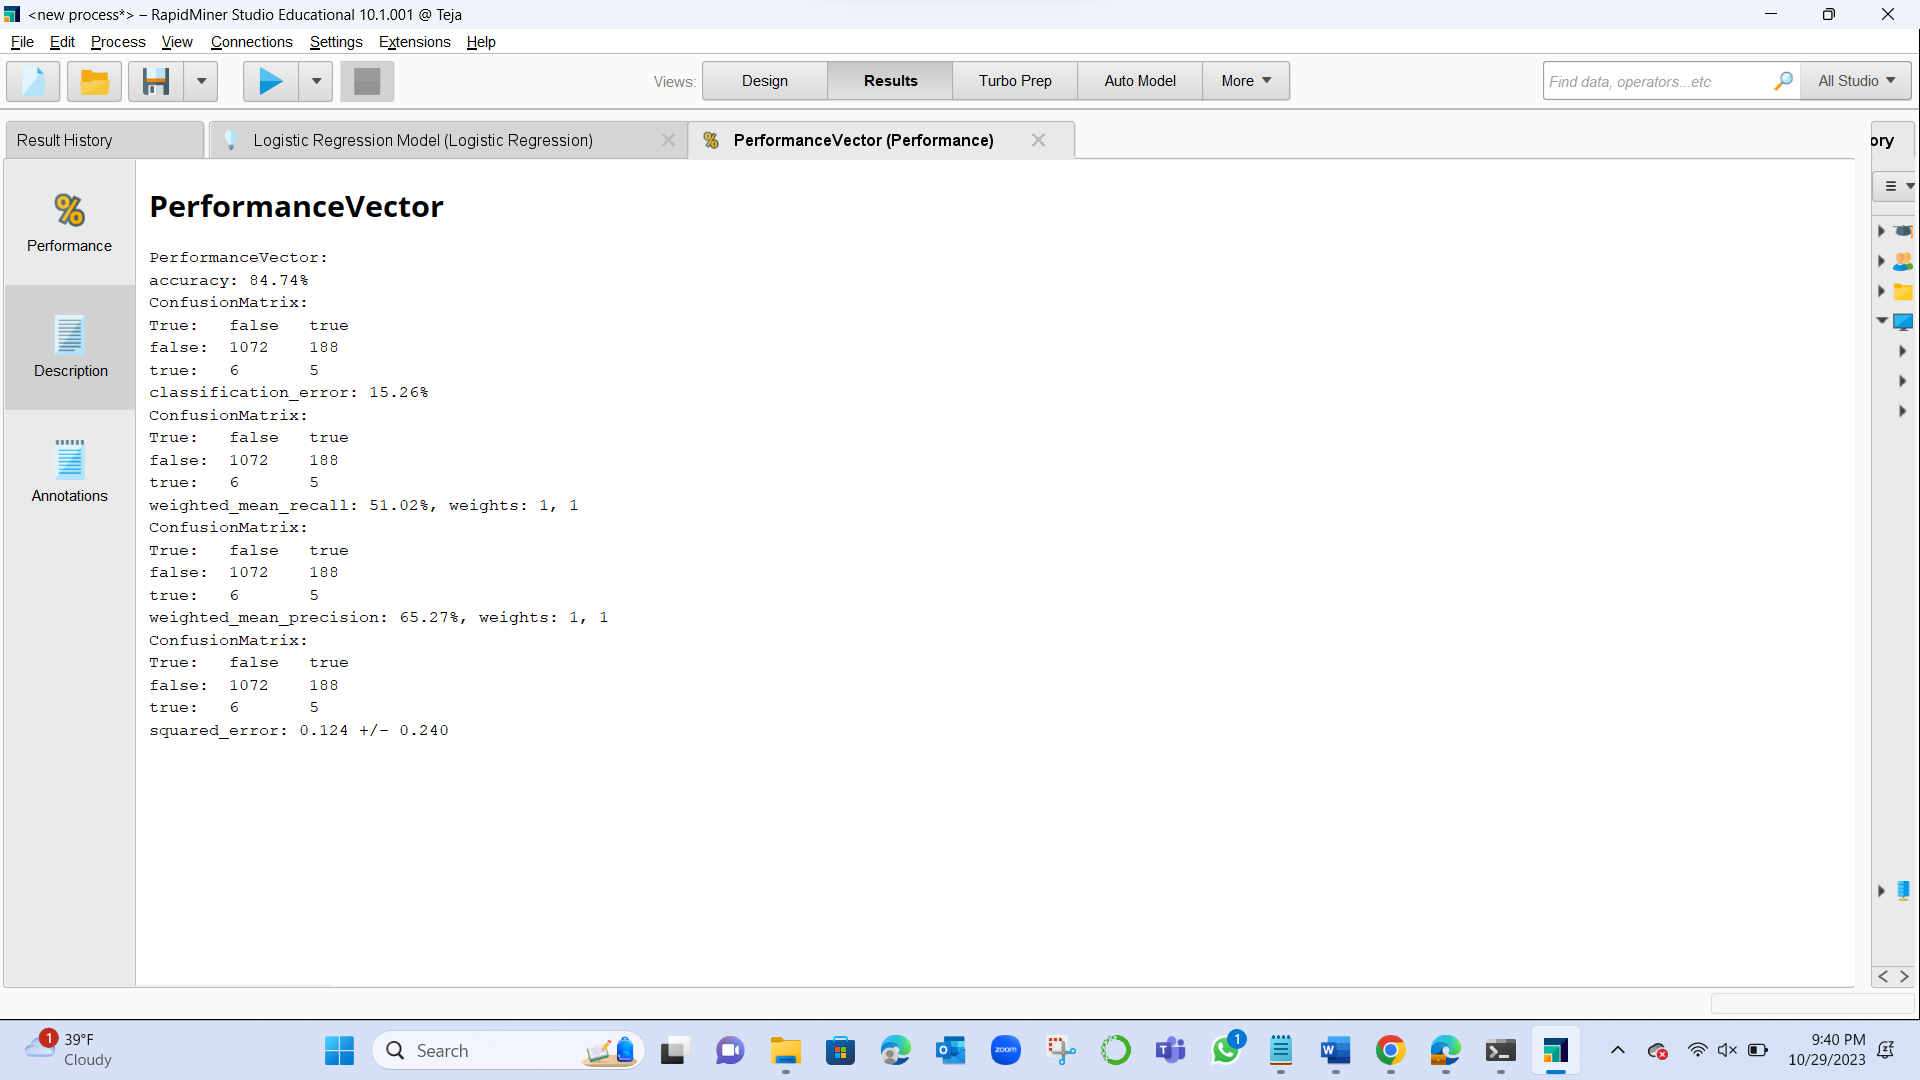 <new process*> – RapidMiner Studio Educational 10.1.001 @ Teja
File Edit Process View Connections Settings Extensions Help
Views: Design Results Turbo Prep Auto Model More
Find data, operators...etc All Studio
Result History Logistic Regression Model (Logistic Regression) PerformanceVector (Performance) ory
% Performance
Description
Annotations
PerformanceVector
PerformanceVector:
accuracy: 84.74%
ConfusionMatrix:
True: false true
false: 1072 188
true: 6 5
classification_error: 15.26%
ConfusionMatrix:
True: false true
false: 1072 188
true: 6 5
weighted_mean_recall: 51.02%, weights: 1, 1
ConfusionMatrix:
True: false true
false: 1072 188
true: 6 5
weighted_mean_precision: 65.27%, weights: 1, 1
ConfusionMatrix:
True: false true
false: 1072 188
true: 6 5
squared_error: 0.124 +/- 0.240
1 39°F
Cloudy
Search
zoom
1
9:40 PM
10/29/2023